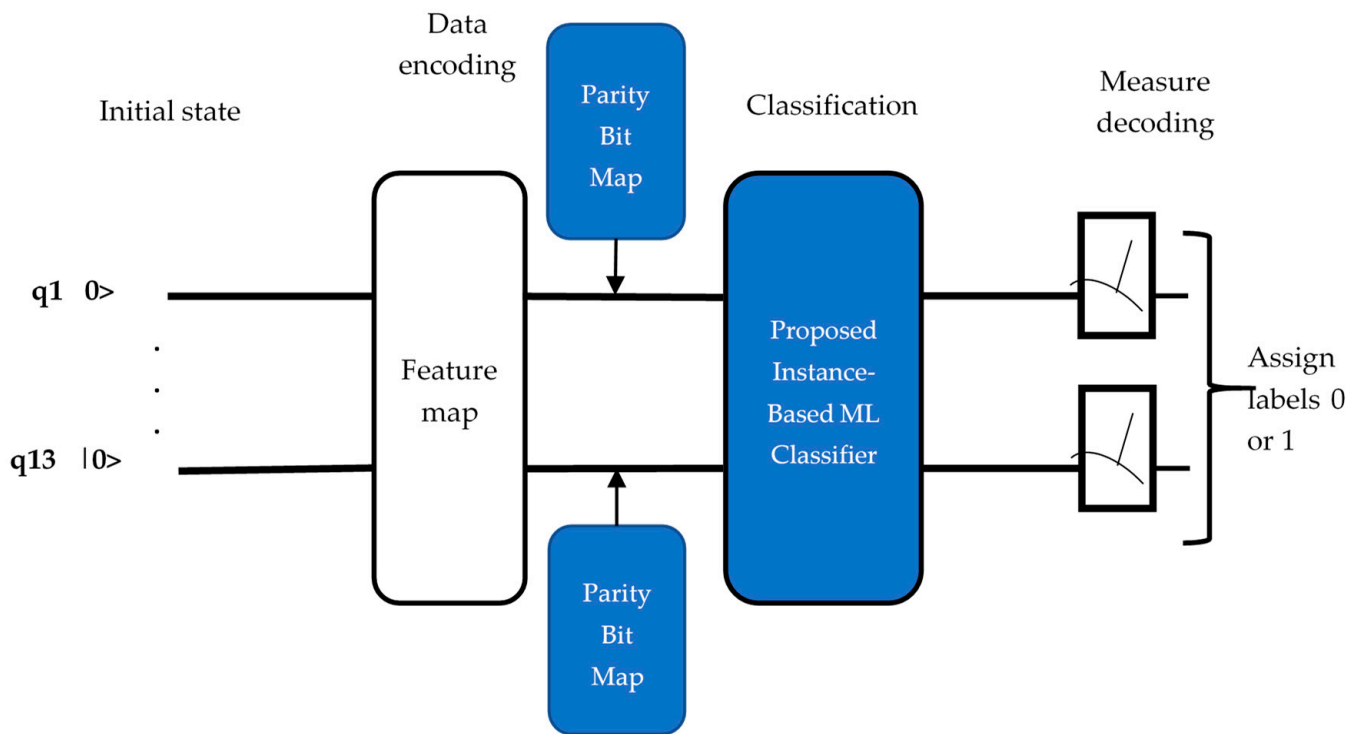 Data
encoding
Parity
Bit
Map
Initial state
Classification
Measure
decoding
q1 0>
.
.
.
q13 |0>
Feature
map
Proposed
Instance-
Based ML
Classifier
Assign
labels 0
or 1
Parity
Bit
Map